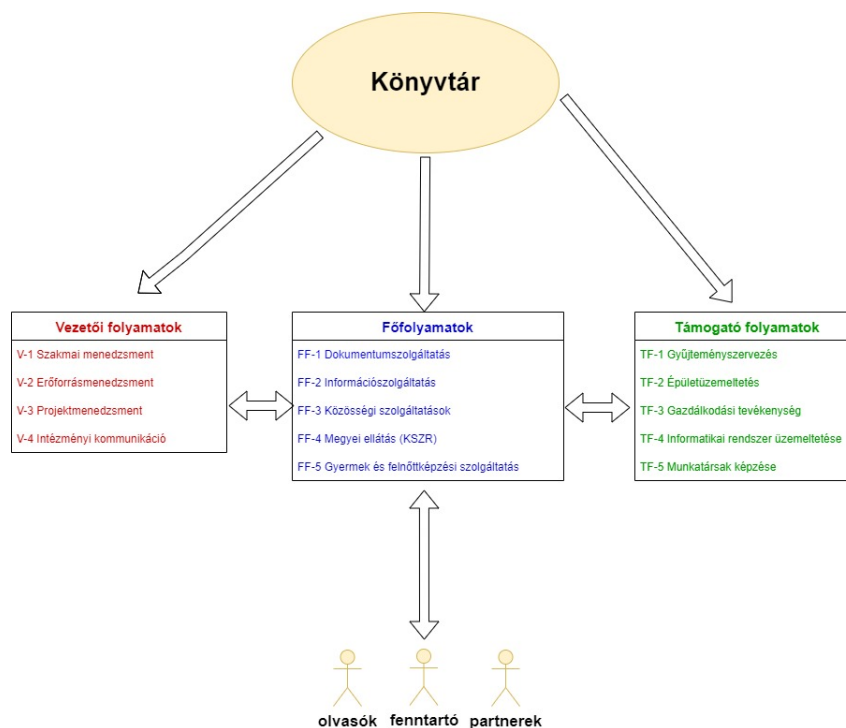 Könyvtár
Vezetői folyamatok
V-1 Szakmai menedzsment
V-2 Erőforrásmenedzsment
V-3 Projektmenedzsment
V-4 Intézményi kommunikáció
Főfolyamatok
FF-1 Dokumentumszolgáltatás
FF-2 Információszolgáltatás
FF-3 Közösségi szolgáltatások
FF-4 Megyei ellátás (KSZR)
FF-5 Gyermek és felnőttképzési szolgáltatás
Támogató folyamatok
TF-1 Gyűjteményszervezés
TF-2 Épületüzemeltetés
TF-3 Gazdálkodási tevékenység
TF-4 Informatikai rendszer üzemeltetése
TF-5 Munkatársak képzése
olvasók fenntartó partnerek